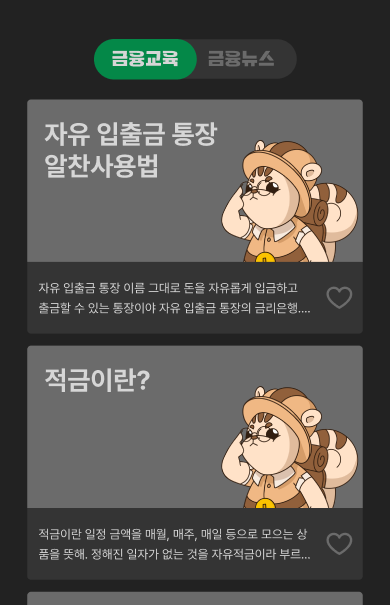 금융교육 금융뉴스
자유 입출금 통장
알찬사용법
자유 입출금 통장 이름 그대로 돈을 자유롭게 입금하고
출금할 수 있는 통장이야 자유 입출금 통장의 금리은행....
적금이란?
적금이란 일정 금액을 매월, 매주, 매일 등으로 모으는 상
품을 뜻해. 정해진 일자가 없는 것을 자유적금이라 부르...